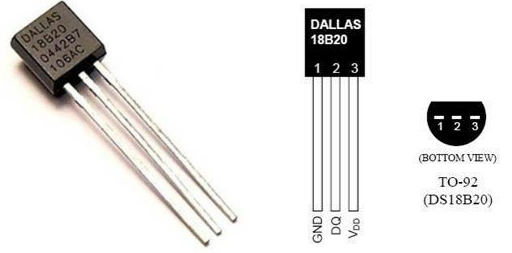 DALLAS
18B20
0442B7
106AC
DALLAS
18B20
1 2 3
GND
DQ
VDD
1 2 3
(BOTTOM VIEW)
TO-92
(DS18B20)